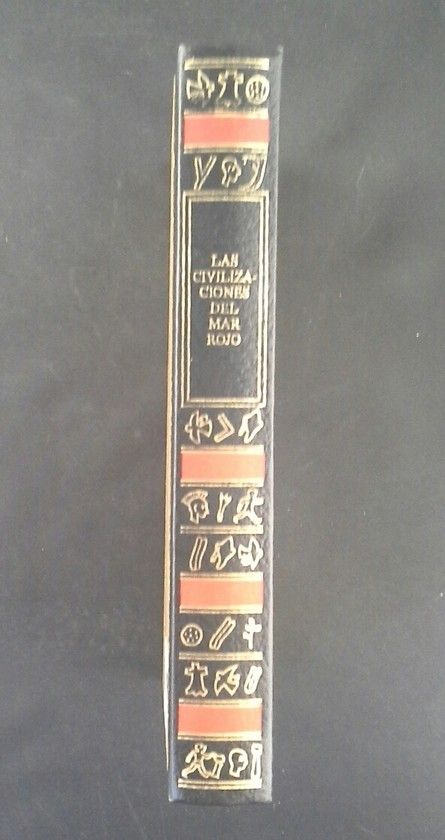 LAS
CIVILIZA-
CIONES
DEL
MAR
ROJO